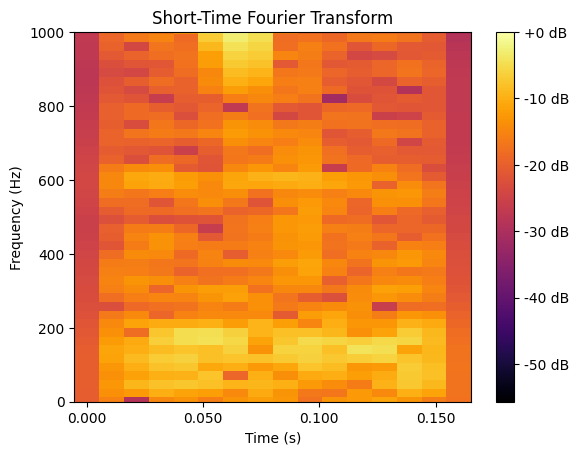 Short-Time Fourier Transform
1000
800
600
400
200
0
Frequency (Hz)
0.000
0.050
0.100
0.150
Time (s)
+0 dB
-10 dB
-20 dB
-30 dB
-40 dB
-50 dB